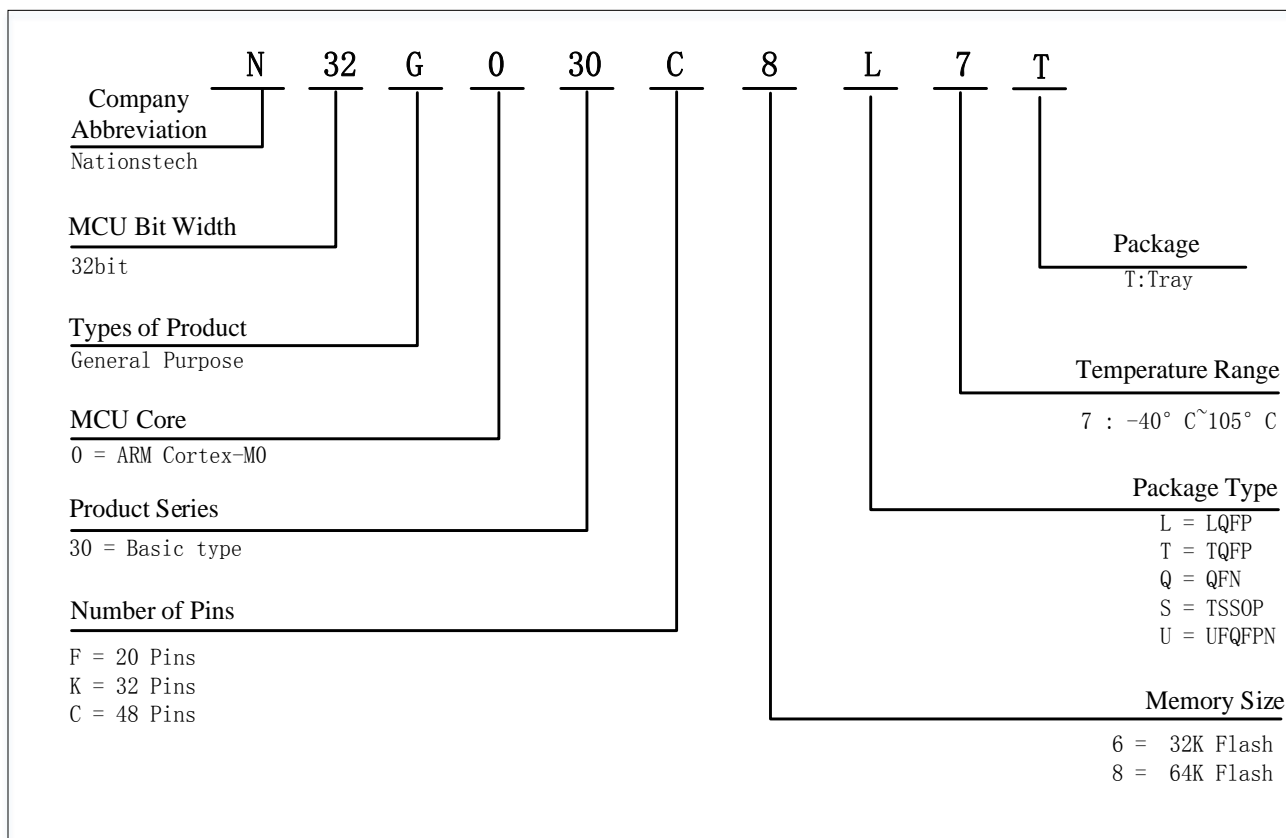 N 32 G 0 30 C 8 L 7 T
Company
Abbreviation
Nationstech
MCU Bit Width
32bit
Types of Product
General Purpose
MCU Core
0 = ARM Cortex-M0
Product Series
30 = Basic type
Number of Pins
F = 20 Pins
K = 32 Pins
C = 48 Pins
Package
T:Tray
Temperature Range
7 : -40° C~105° C
Package Type
L = LQFP
T = TQFP
Q = QFN
S = TSSOP
U = UFQFPN
Memory Size
6 = 32K Flash
8 = 64K Flash